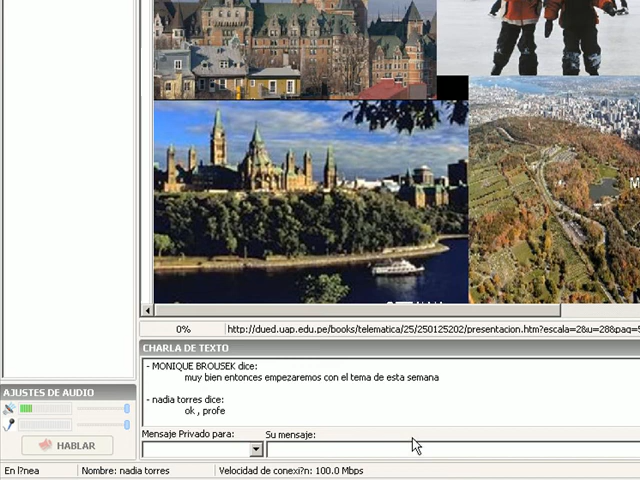 M
0%
http://dued.uap.edu.pe/books/telematica/25/250125202/presentacion.htm?escala=2&u=28&pag=5
CHARLA DE TEXTO
- MONIQUE BROUSEK dice:
muy bien entonces empezaremos con el tema de esta semana
- nadia torres dice:
ok , profe
AJUSTES DE AUDIO
HABLAR
Mensaje Privado para:
Su mensaje:
En l?nea
Nombre: nadia torres
Velocidad de conexi?n: 100.0 Mbps